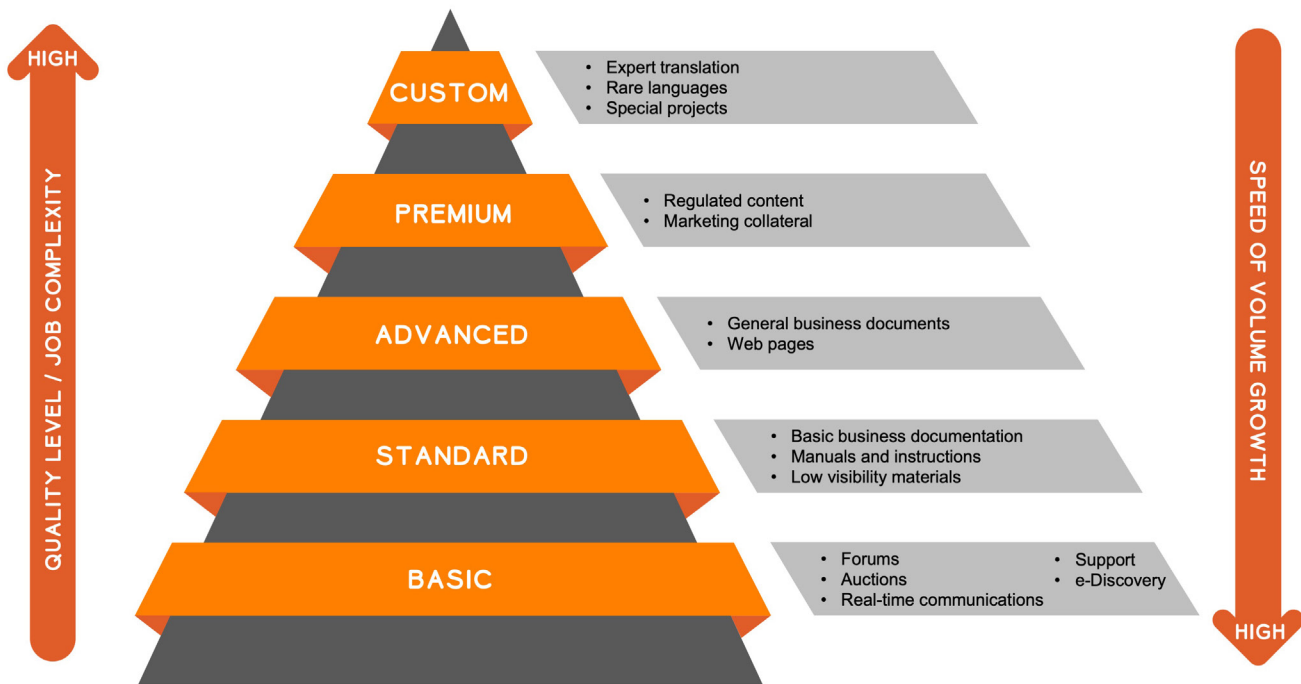 HIGH
QUALITY LEVEL / JOB COMPLEXITY
CUSTOM
• Expert translation
• Rare languages
• Special projects
PREMIUM
• Regulated content
• Marketing collateral
ADVANCED
• General business documents
• Web pages
STANDARD
• Basic business documentation
• Manuals and instructions
• Low visibility materials
BASIC
• Forums
• Auctions
• Real-time communications
• Support
• e-Discovery
SPEED OF VOLUME GROWTH
HIGH